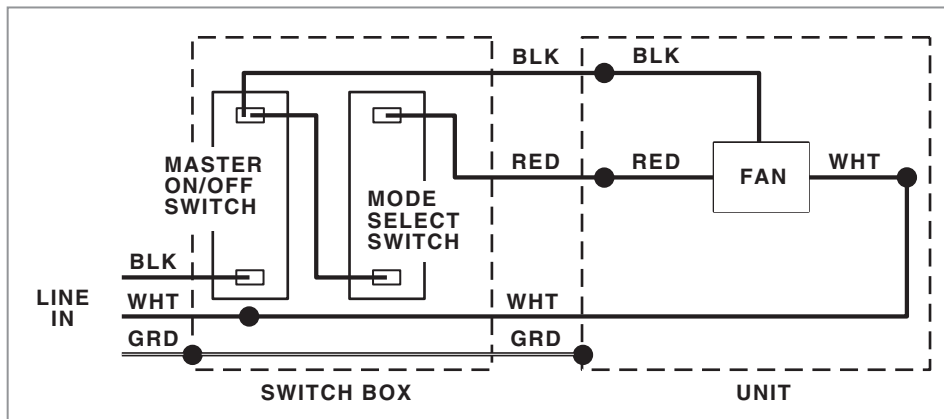 BLK
BLK
MASTER
ON/OFF
SWITCH
RED
RED
FAN
WHT
MODE
SELECT
SWITCH
BLK
LINE
IN
WHT
WHT
GRD
GRD
SWITCH BOX
UNIT